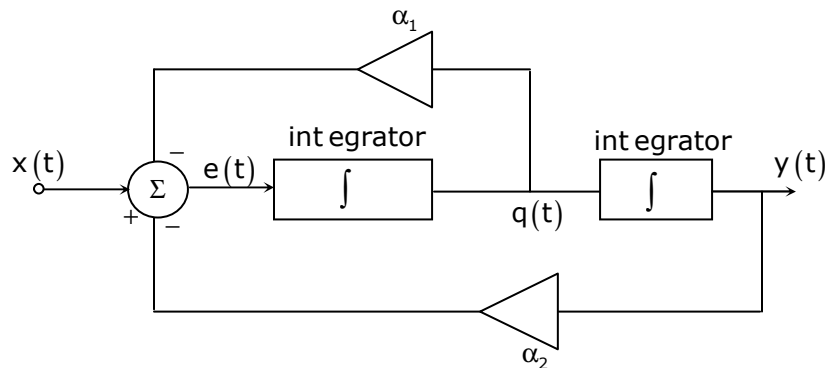 α₁
int egrator
int egrator
x(t)
−
e(t)
y(t)
Σ
∫
∫
+
−
q(t)
α₂